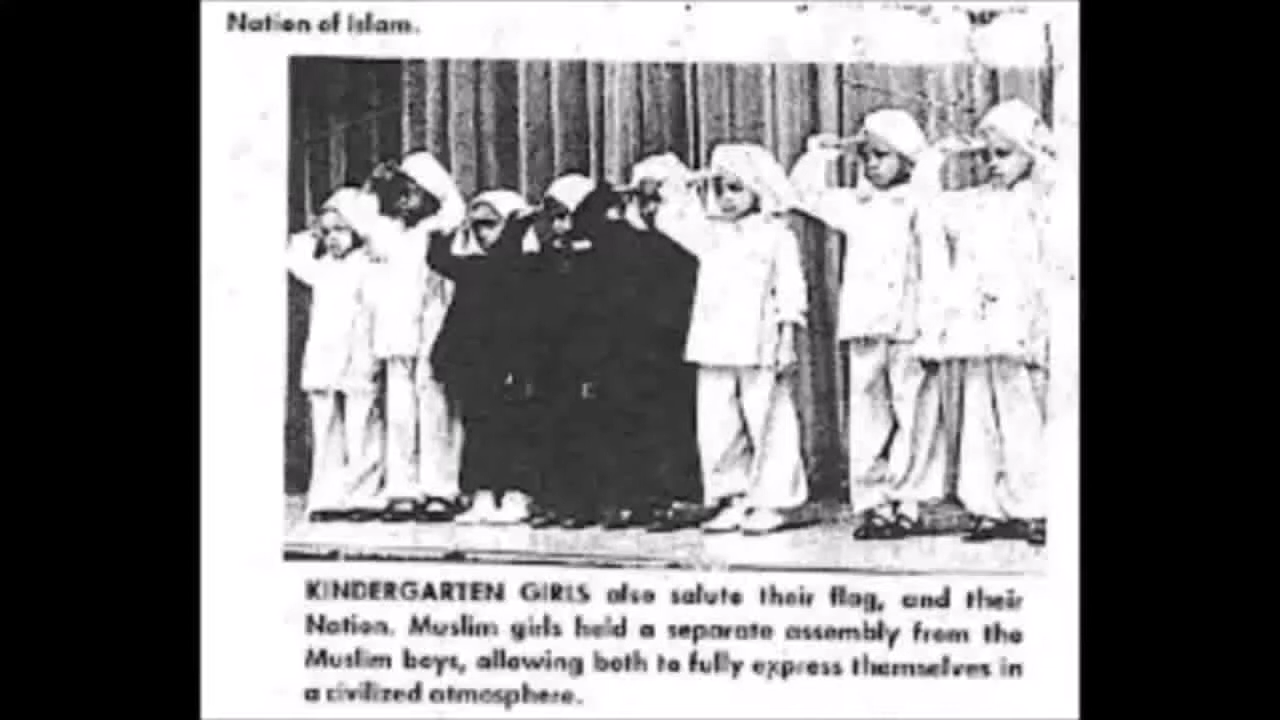 Nation of Islam.
KINDERGARTEN GIRLS also salute their flag, and their
Nation. Muslim girls held a separate assembly from the
Muslim boys, allowing both to fully express themselves in
a civilized atmosphere.